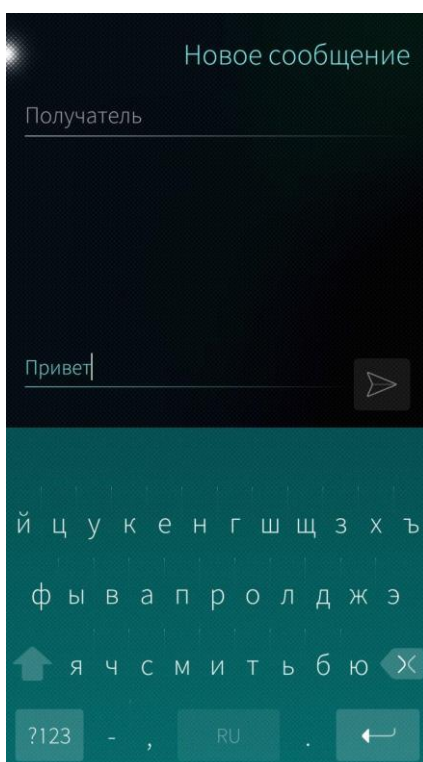 Новое сообщение
Получатель
Привет
й ц у к е н г ш щ з х ъ
ф ы в а п р о л д ж э
я ч с м и т ь б ю
?123 - , RU .